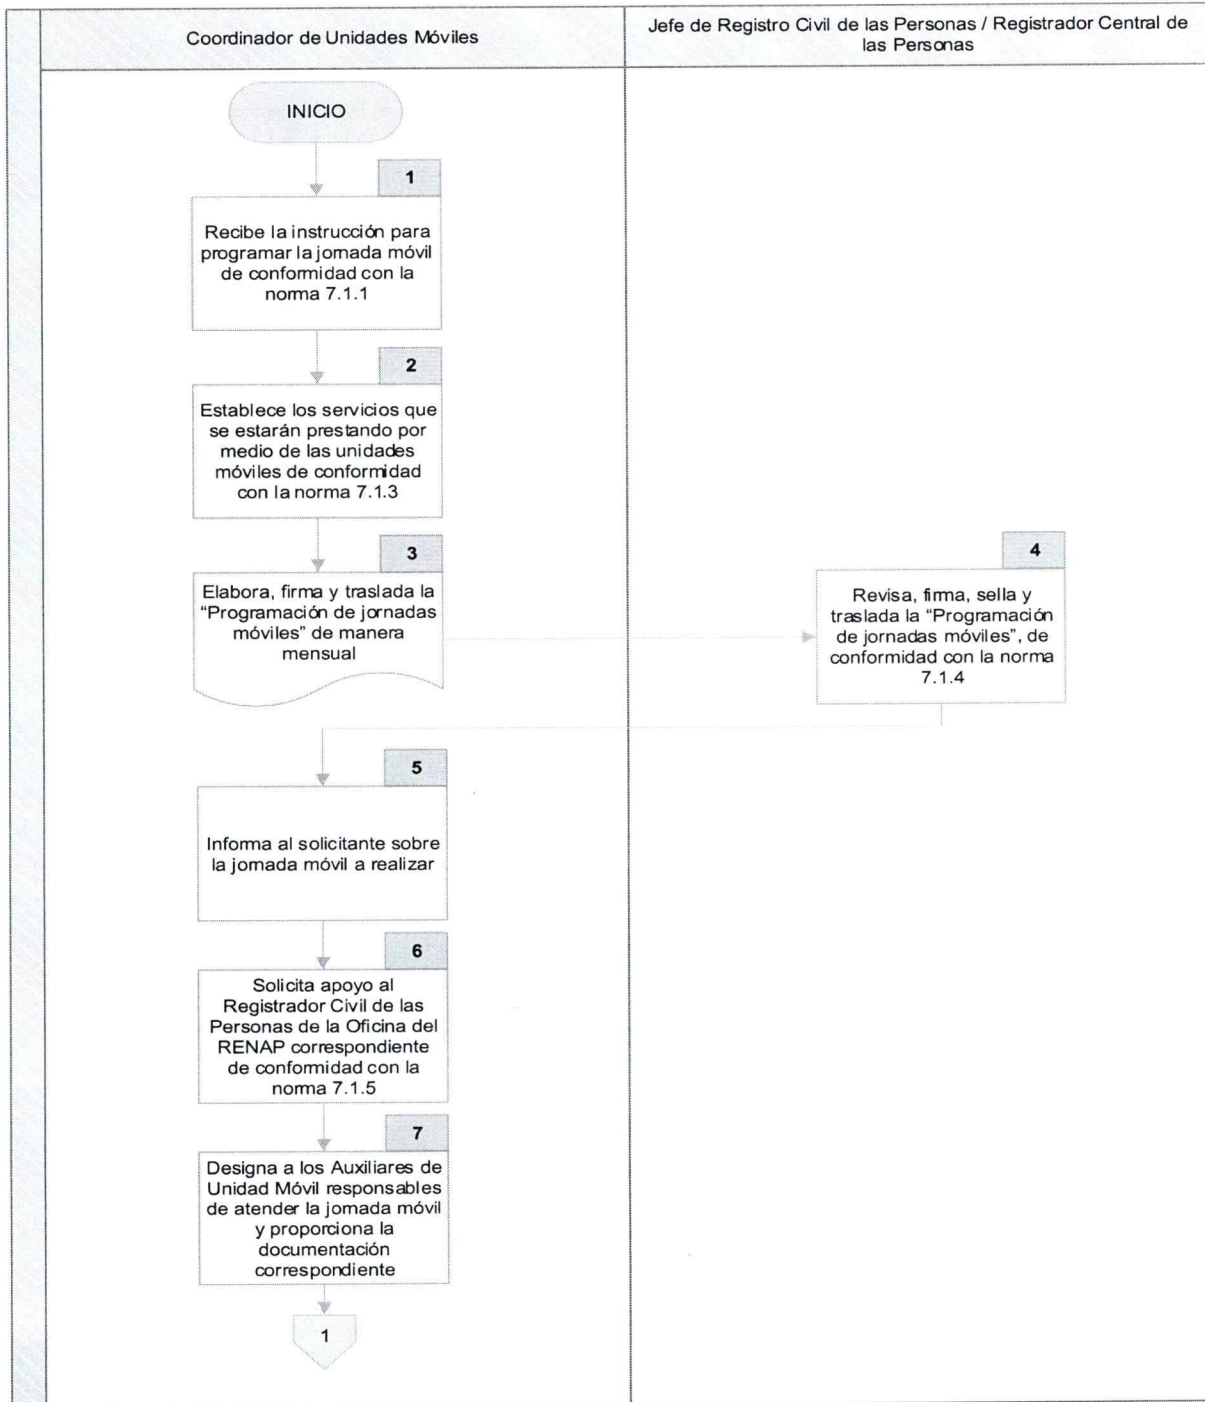 Coordinador de Unidades Móviles
Jefe de Registro Civil de las Personas / Registrador Central de
las Personas
INICIO
1
Recibe la instrucción para
programar la jornada móvil
de conformidad con la
norma 7.1.1
2
Establece los servicios que
se estarán prestando por
medio de las unidades
móviles de conformidad
con la norma 7.1.3
3
Elabora, firma y traslada la
“Programación de jornadas
móviles” de manera
mensual
4
Revisa, firma, sella y
traslada la “Programación
de jornadas móviles”, de
conformidad con la norma
7.1.4
5
Informa al solicitante sobre
la jornada móvil a realizar
6
Solicita apoyo al
Registrador Civil de las
Personas de la Oficina del
RENAP correspondiente
de conformidad con la
norma 7.1.5
7
Designa a los Auxiliares de
Unidad Móvil responsables
de atender la jornada móvil
y proporciona la
documentación
correspondiente
1